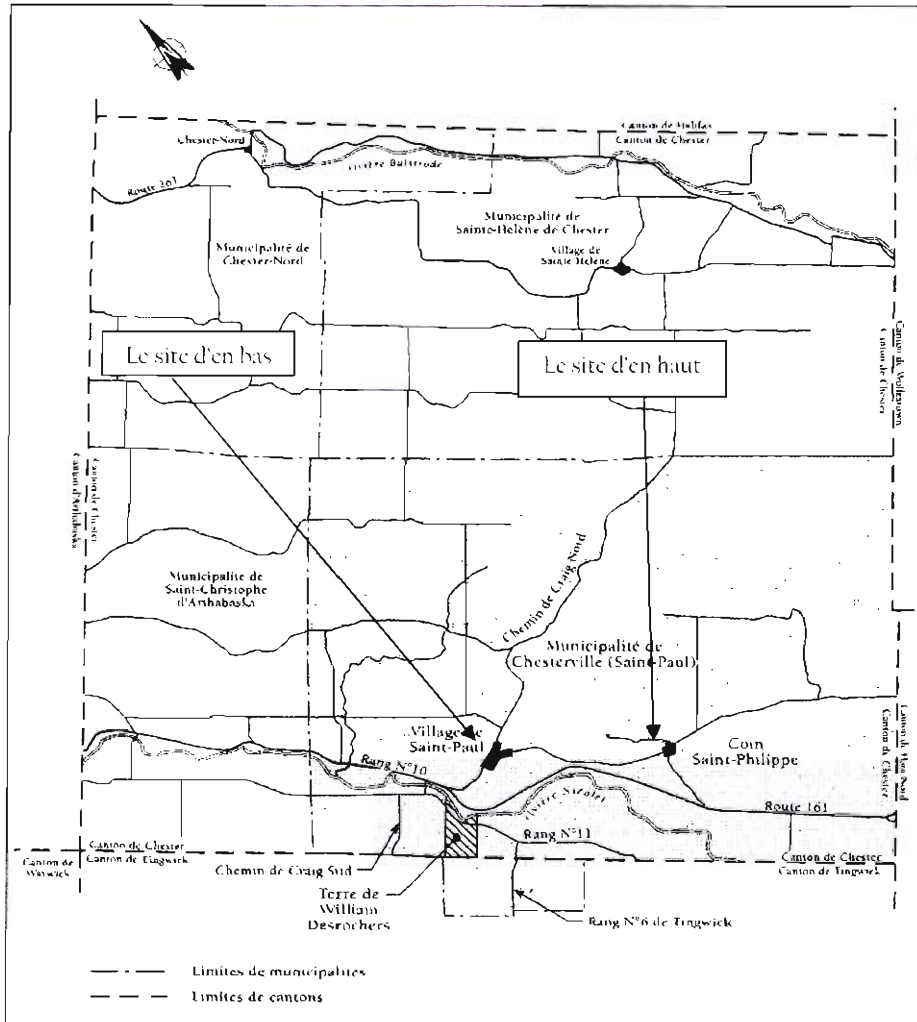 Canton de Halifax
Canton de Chester
Chester-Nord
Rivière Bulstrode
Route 263
Municipalité de
Sainte-Hélène de Chester
Village de
Sainte Hélène
Municipalité de
Chester-Nord
Le site d'en bas
Le site d'en haut
Canton de Wolfestown
Canton de Chester
Canton de Chester
Canton d'Arthabaska
Chemin de Craig Nord
Municipalité de
Saint-Christophe
d'Arthabaska
Municipalité de
Chesterville (Saint-Paul)
Village de
Saint-Paul
Coin
Saint-Philippe
Canton de Chester
Rang N°10
Rivière Nicolet
Route 161
Rang N°11
Canton de Chester
Canton de Tingwick
Canton de
Warwick
Canton de Chester
Canton de Tingwick
Chemin de Craig Sud
Terre de
William
Desrochers
Rang N°6 de Tingwick
Limites de municipalités
Limites de cantons